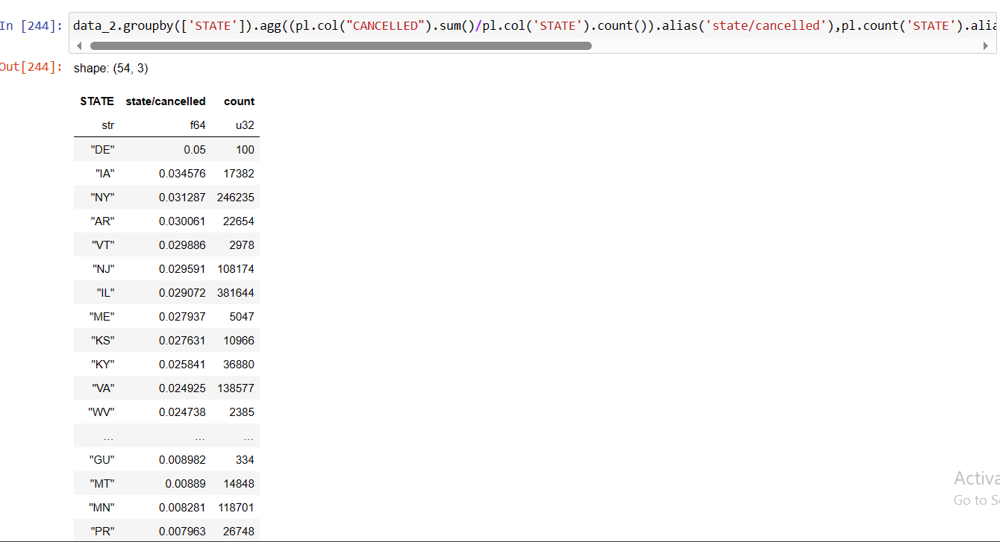 In [244]: data_2.groupby(['STATE']).agg((pl.col("CANCELLED").sum()/pl.col('STATE').count()).alias('state/cancelled'),pl.count('STATE').alia
Out[244]: shape: (54, 3)
STATE state/cancelled count
str f64 u32
"DE" 0.05 100
"IA" 0.034576 17382
"NY" 0.031287 246235
"AR" 0.030061 22654
"VT" 0.029886 2978
"NJ" 0.029591 108174
"IL" 0.029072 381644
"ME" 0.027937 5047
"KS" 0.027631 10966
"KY" 0.025841 36880
"VA" 0.024925 138577
"WV" 0.024738 2385
… … …
"GU" 0.008982 334
"MT" 0.00889 14848
"MN" 0.008281 118701
"PR" 0.007963 26748
Activa
Go to S